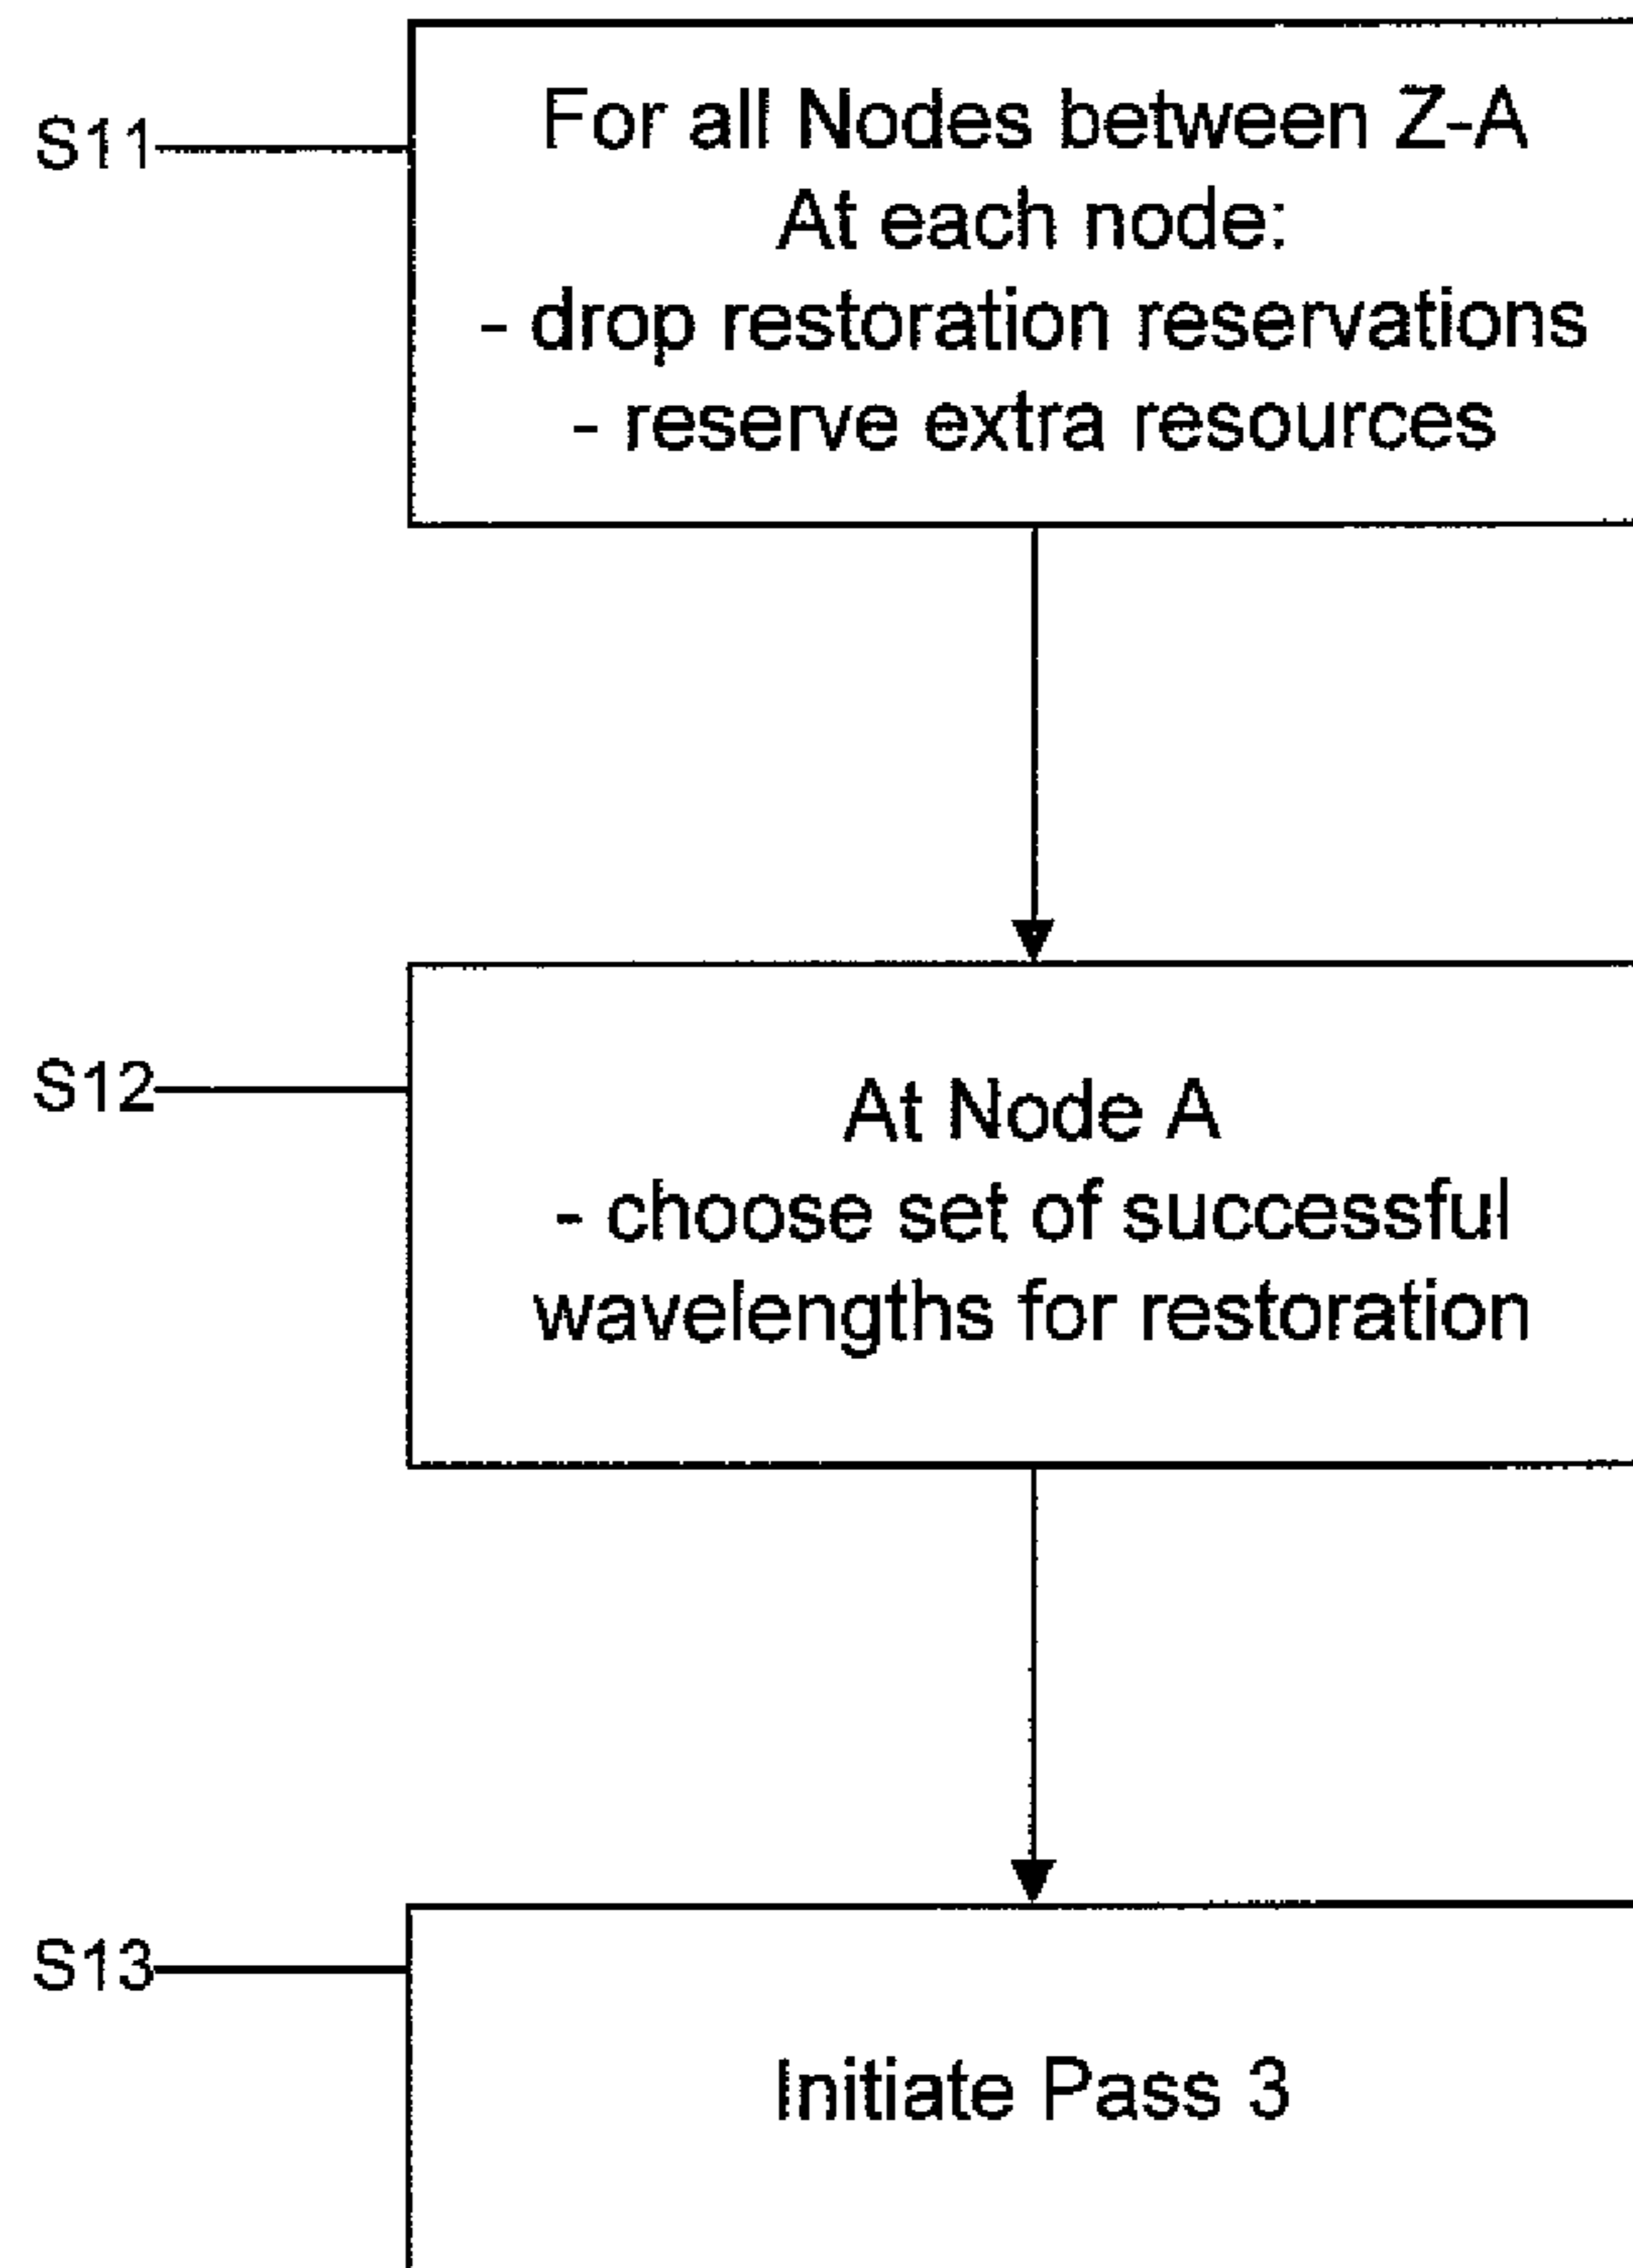 S11
For all Nodes between Z-A
At each node:
- drop restoration reservations
- reserve extra resources
S12
At Node A
- choose set of successful
wavelengths for restoration
S13
Initiate Pass 3